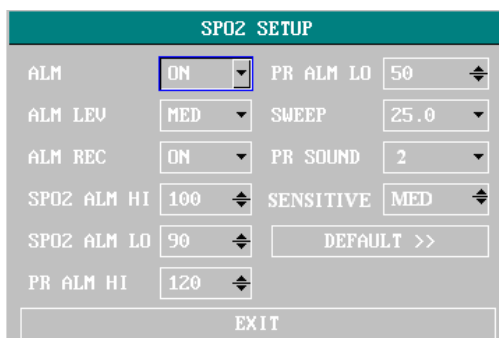 SPO2 SETUP
ALM ON PR ALM LO 50
ALM LEV MED SWEEP 25.0
ALM REC ON PR SOUND 2
SPO2 ALM HI 100 SENSITIVE MED
SPO2 ALM LO 90 DEFAULT >>
PR ALM HI 120
EXIT